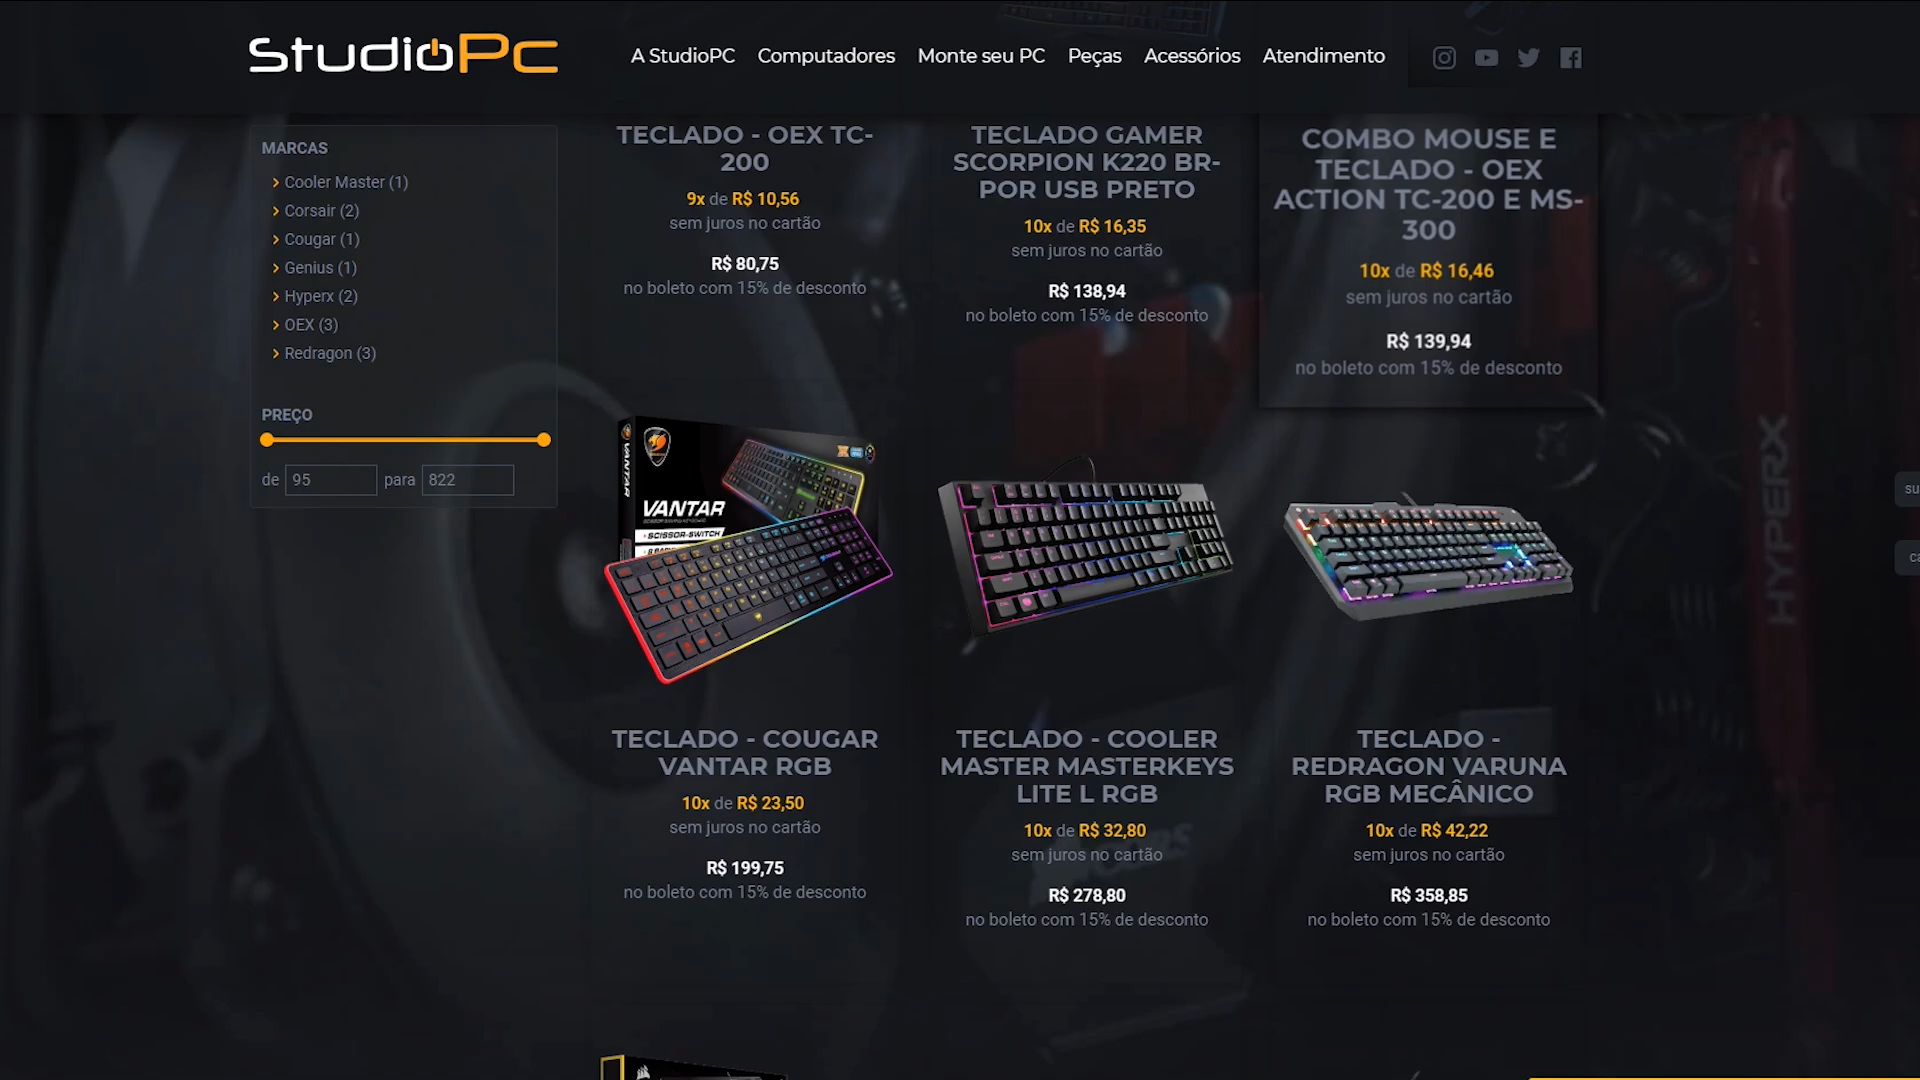 StudioPc
A StudioPC
Computadores
Monte seu PC
Peças
Acessórios
Atendimento
MARCAS
Cooler Master (1)
Corsair (2)
Cougar (1)
Genius (1)
Hyperx (2)
OEX (3)
Redragon (3)
PREÇO
de 95 para 822
TECLADO - OEX TC-
200
9x de R$ 10,56
sem juros no cartão
R$ 80,75
no boleto com 15% de desconto
TECLADO GAMER
SCORPION K220 BR-
POR USB PRETO
10x de R$ 16,35
sem juros no cartão
R$ 138,94
no boleto com 15% de desconto
COMBO MOUSE E
TECLADO - OEX
ACTION TC-200 E MS-
300
10x de R$ 16,46
sem juros no cartão
R$ 139,94
no boleto com 15% de desconto
VANTAR
VANTAR
SCISSOR-SWITCH
TECLADO - COUGAR
VANTAR RGB
10x de R$ 23,50
sem juros no cartão
R$ 199,75
no boleto com 15% de desconto
TECLADO - COOLER
MASTER MASTERKEYS
LITE L RGB
10x de R$ 32,80
sem juros no cartão
R$ 278,80
no boleto com 15% de desconto
TECLADO -
REDRAGON VARUNA
RGB MECÂNICO
10x de R$ 42,22
sem juros no cartão
R$ 358,85
no boleto com 15% de desconto
HYPERX
su
ca